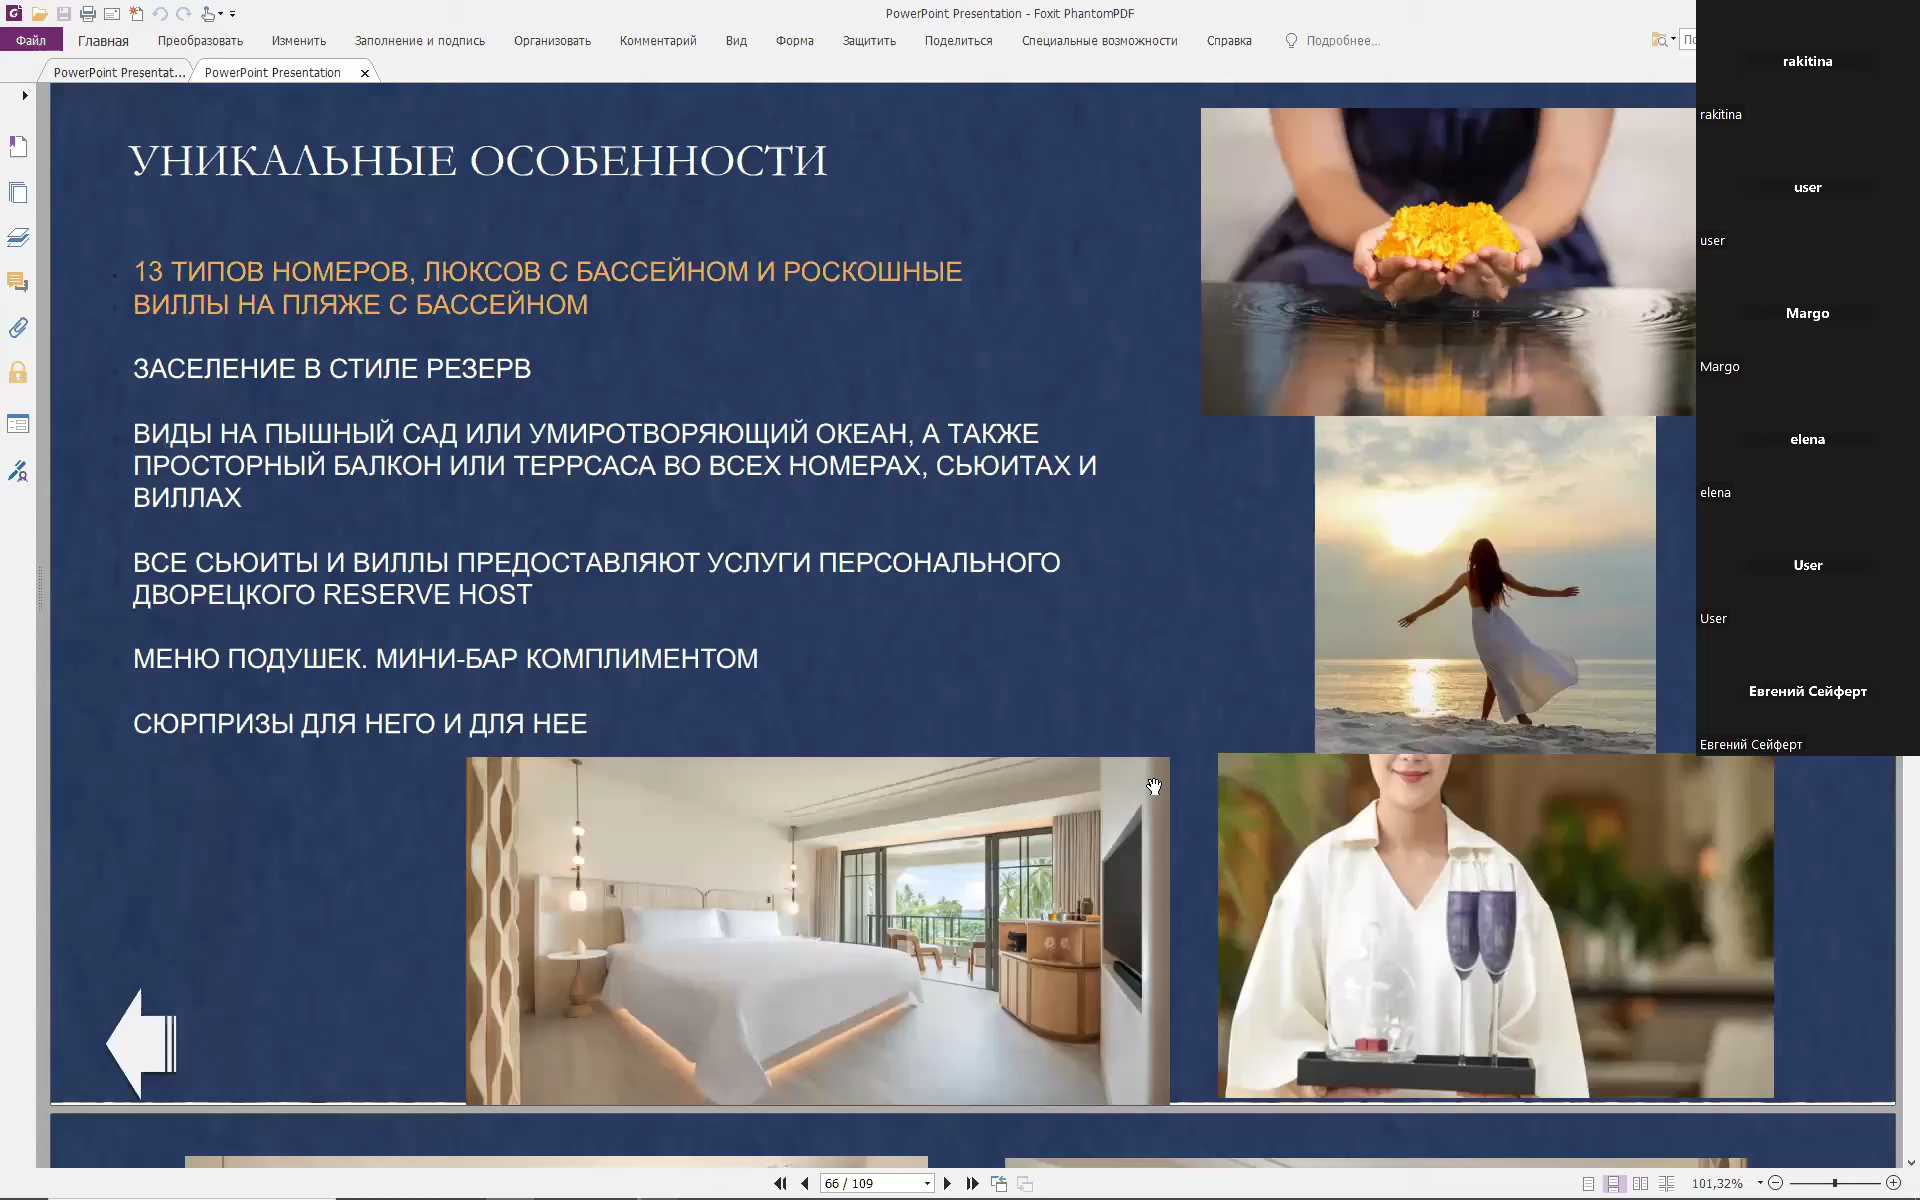 PowerPoint Presentation - Foxit PhantomPDF
Файл Главная Преобразовать Изменить Заполнение и подпись Организовать Комментарий Вид Форма Защитить Поделиться Специальные возможности Справка Подробнее...
PowerPoint Presentat... PowerPoint Presentation
УНИКАЛЬНЫЕ ОСОБЕННОСТИ
13 ТИПОВ НОМЕРОВ, ЛЮКСОВ С БАССЕЙНОМ И РОСКОШНЫЕ
ВИЛЛЫ НА ПЛЯЖЕ С БАССЕЙНОМ
ЗАСЕЛЕНИЕ В СТИЛЕ РЕЗЕРВ
ВИДЫ НА ПЫШНЫЙ САД ИЛИ УМИРОТВОРЯЮЩИЙ ОКЕАН, А ТАКЖЕ
ПРОСТОРНЫЙ БАЛКОН ИЛИ ТЕРРСАСА ВО ВСЕХ НОМЕРАХ, СЬЮИТАХ И
ВИЛЛАХ
ВСЕ СЬЮИТЫ И ВИЛЛЫ ПРЕДОСТАВЛЯЮТ УСЛУГИ ПЕРСОНАЛЬНОГО
ДВОРЕЦКОГО RESERVE HOST
МЕНЮ ПОДУШЕК. МИНИ-БАР КОМПЛИМЕНТОМ
СЮРПРИЗЫ ДЛЯ НЕГО И ДЛЯ НЕЕ
rakitina
rakitina
user
user
Margo
Margo
elena
elena
User
User
Евгений Сейферт
Евгений Сейферт
66 / 109
101,32%